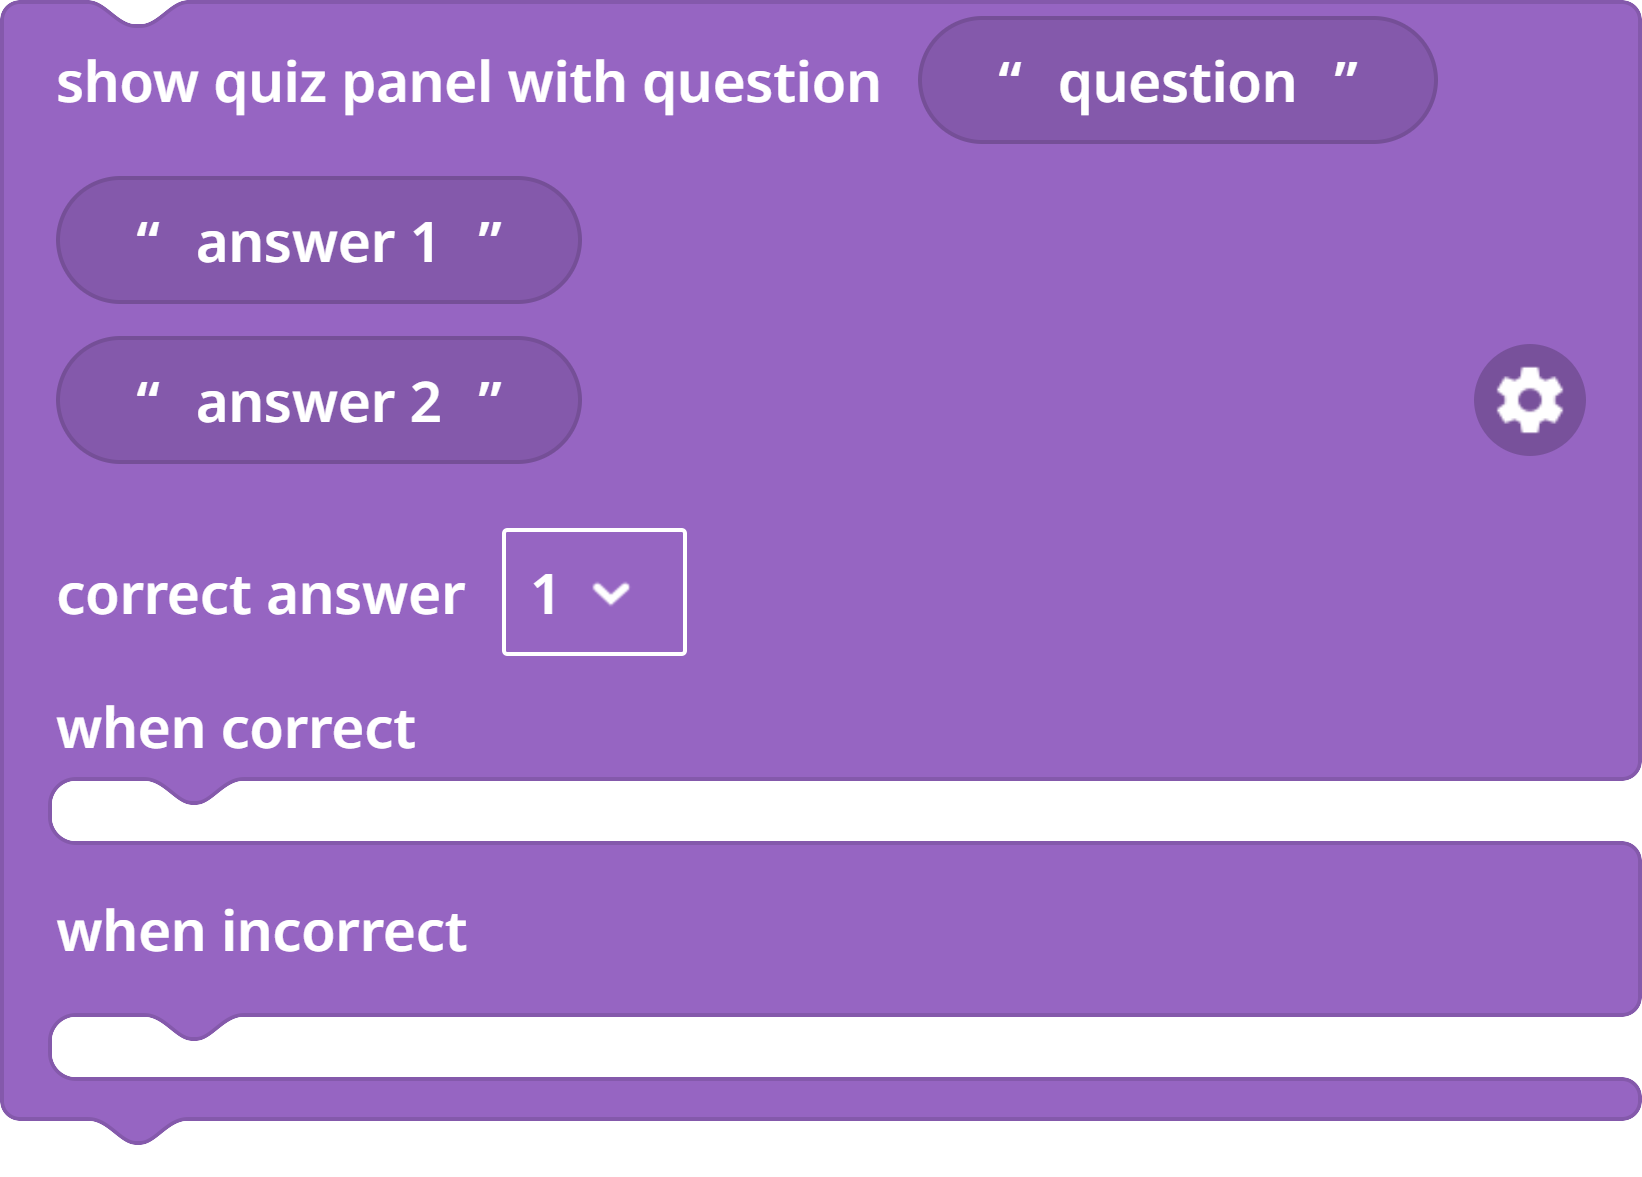 show quiz panel with question “ question ”
“ answer 1 ”
“ answer 2 ”
correct answer 1
when correct
when incorrect